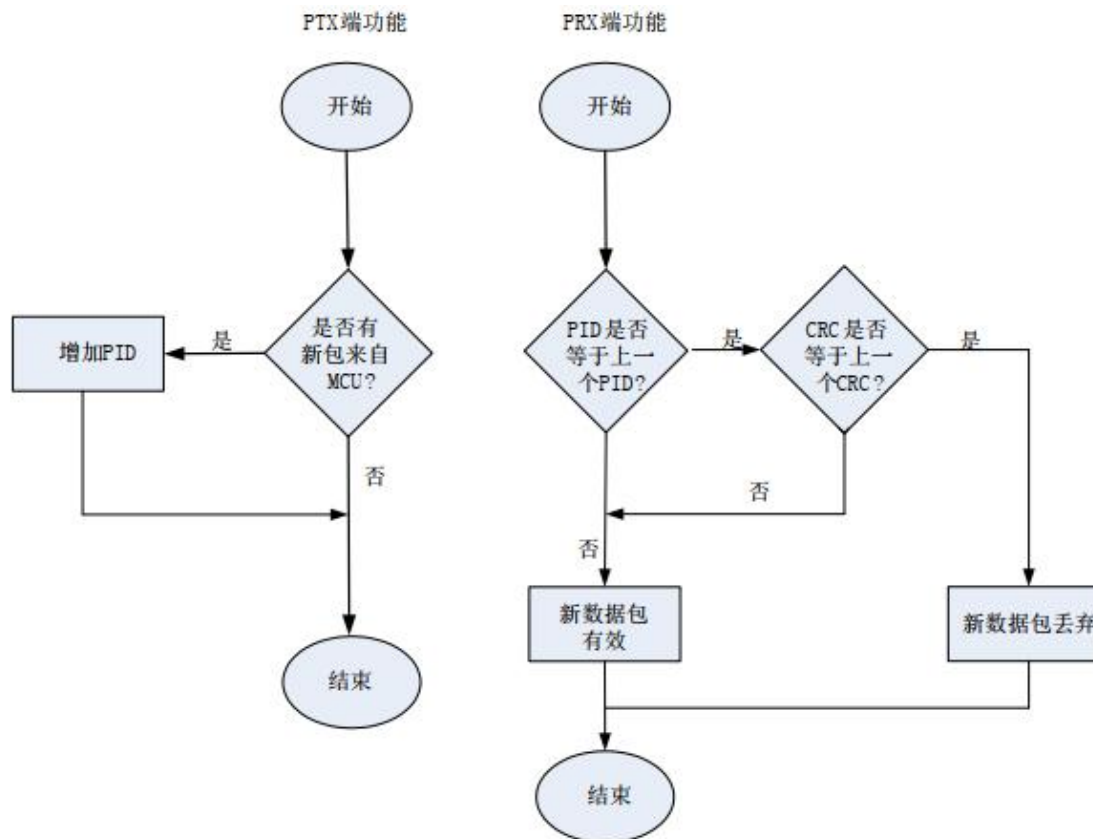 PTX端功能
PRX端功能
开始
开始
是否有
新包来自
MCU?
是
增加PID
否
结束
PID是否
等于上一
个PID?
是
CRC是否
等于上一
个CRC?
是
否
否
新数据包
有效
新数据包丢弃
结束